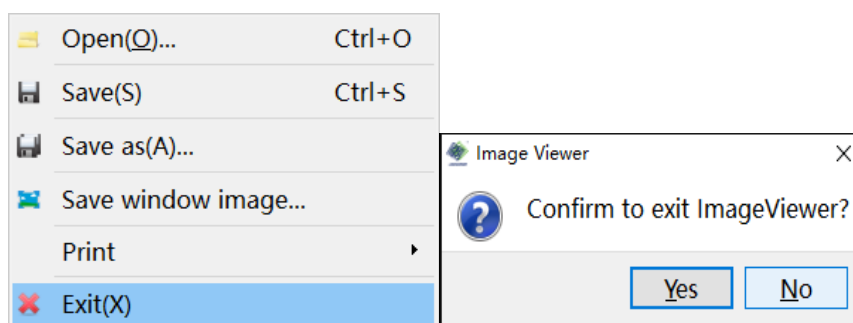 Open(O)... Ctrl+O
Save(S) Ctrl+S
Save as(A)...
Save window image...
Print
Exit(X)
Image Viewer
Confirm to exit ImageViewer?
Yes No